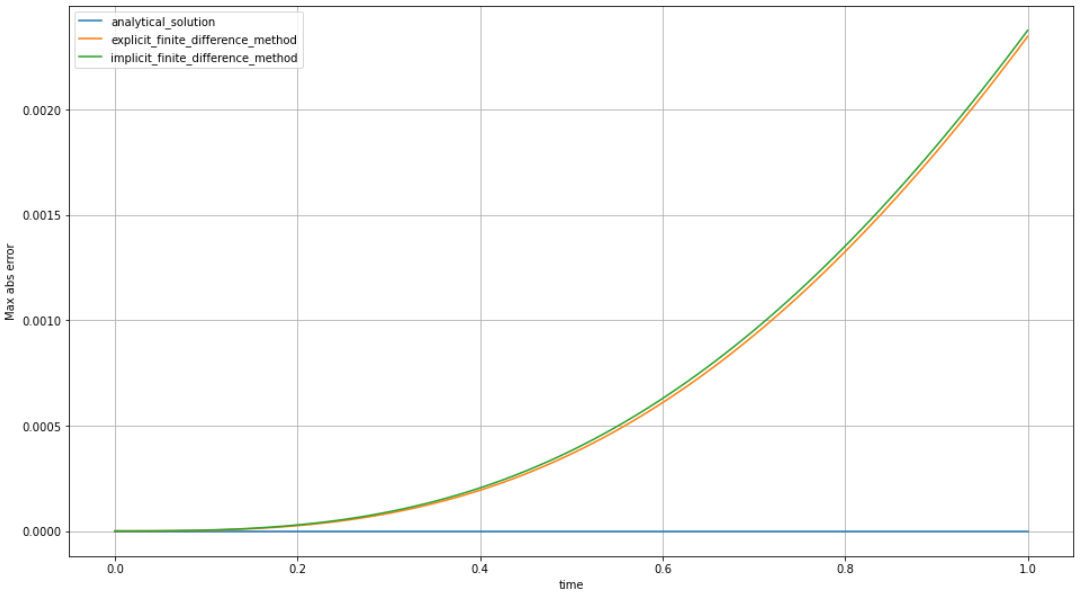 analytical_solution
explicit_finite_difference_method
implicit_finite_difference_method
0.0020
0.0015
0.0010
0.0005
0.0000
Max abs error
0.0 0.2 0.4 0.6 0.8 1.0
time